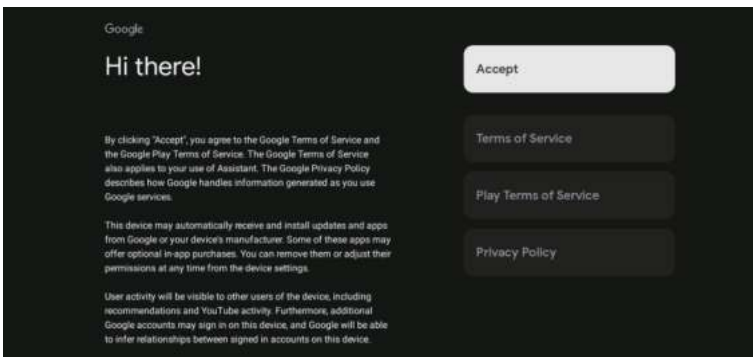 Google
Hi there!
By clicking "Accept", you agree to the Google Terms of Service and
the Google Play Terms of Service. The Google Terms of Service
also applies to your use of Assistant. The Google Privacy Policy
describes how Google handles information generated as you use
Google services.
This device may automatically receive and install updates and apps
from Google or your device's manufacturer. Some of these apps may
offer optional in-app purchases. You can remove them or adjust their
permissions at any time from the device settings.
User activity will be visible to other users of the device, including
recommendations and YouTube activity. Furthermore, additional
Google accounts may sign in on this device, and Google will be able
to infer relationships between signed in accounts on this device.
Accept
Terms of Service
Play Terms of Service
Privacy Policy